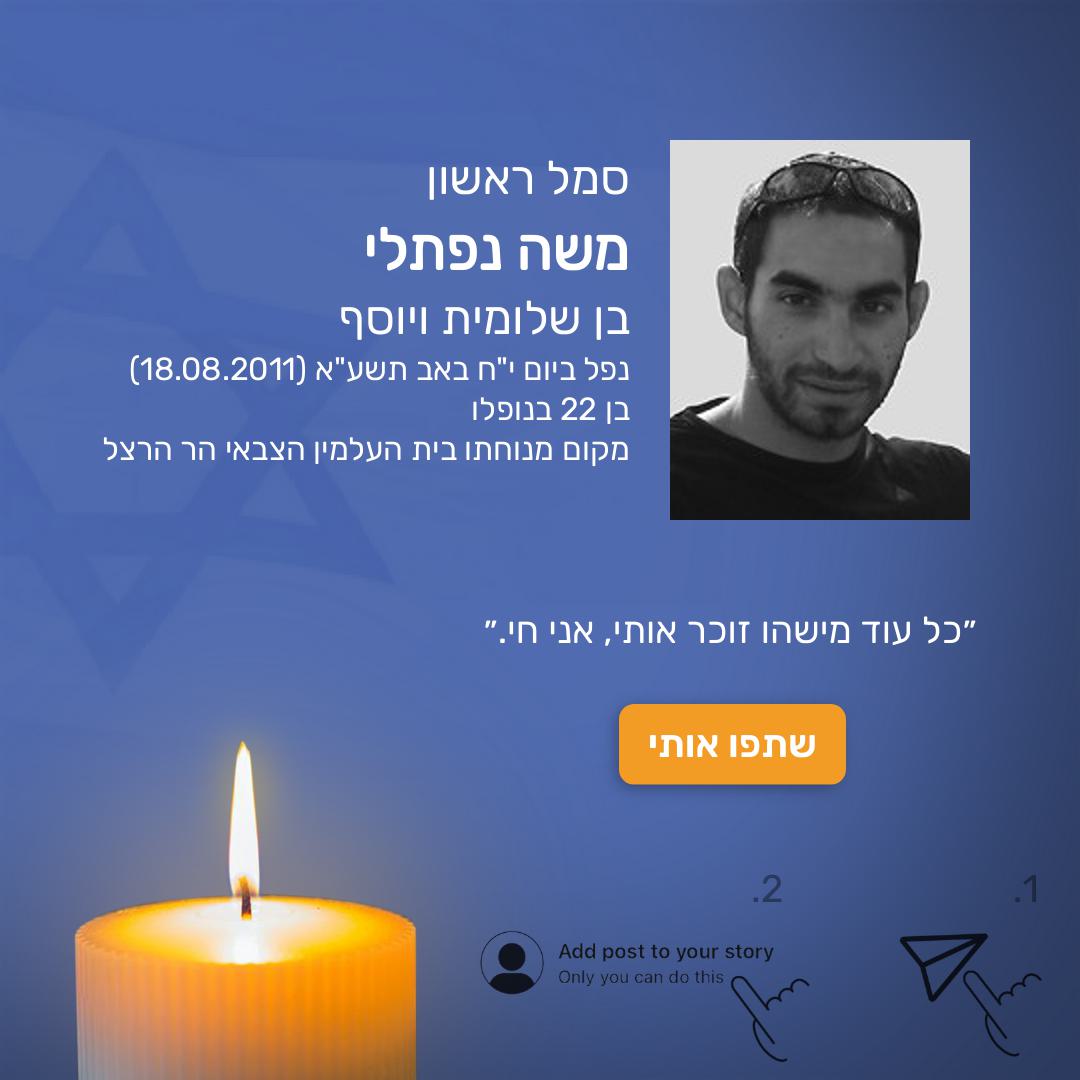 סמל ראשון
משה נפתלי
בן שלומית ויוסף
נפל ביום י"ח באב תשע"א (18.08.2011)
בן 22 בנופלו
מקום מנוחתו בית העלמין הצבאי הר הרצל
״כל עוד מישהו זוכר אותי, אני חי.״
שתפו אותי
.1
.2
Add post to your story
Only you can do this